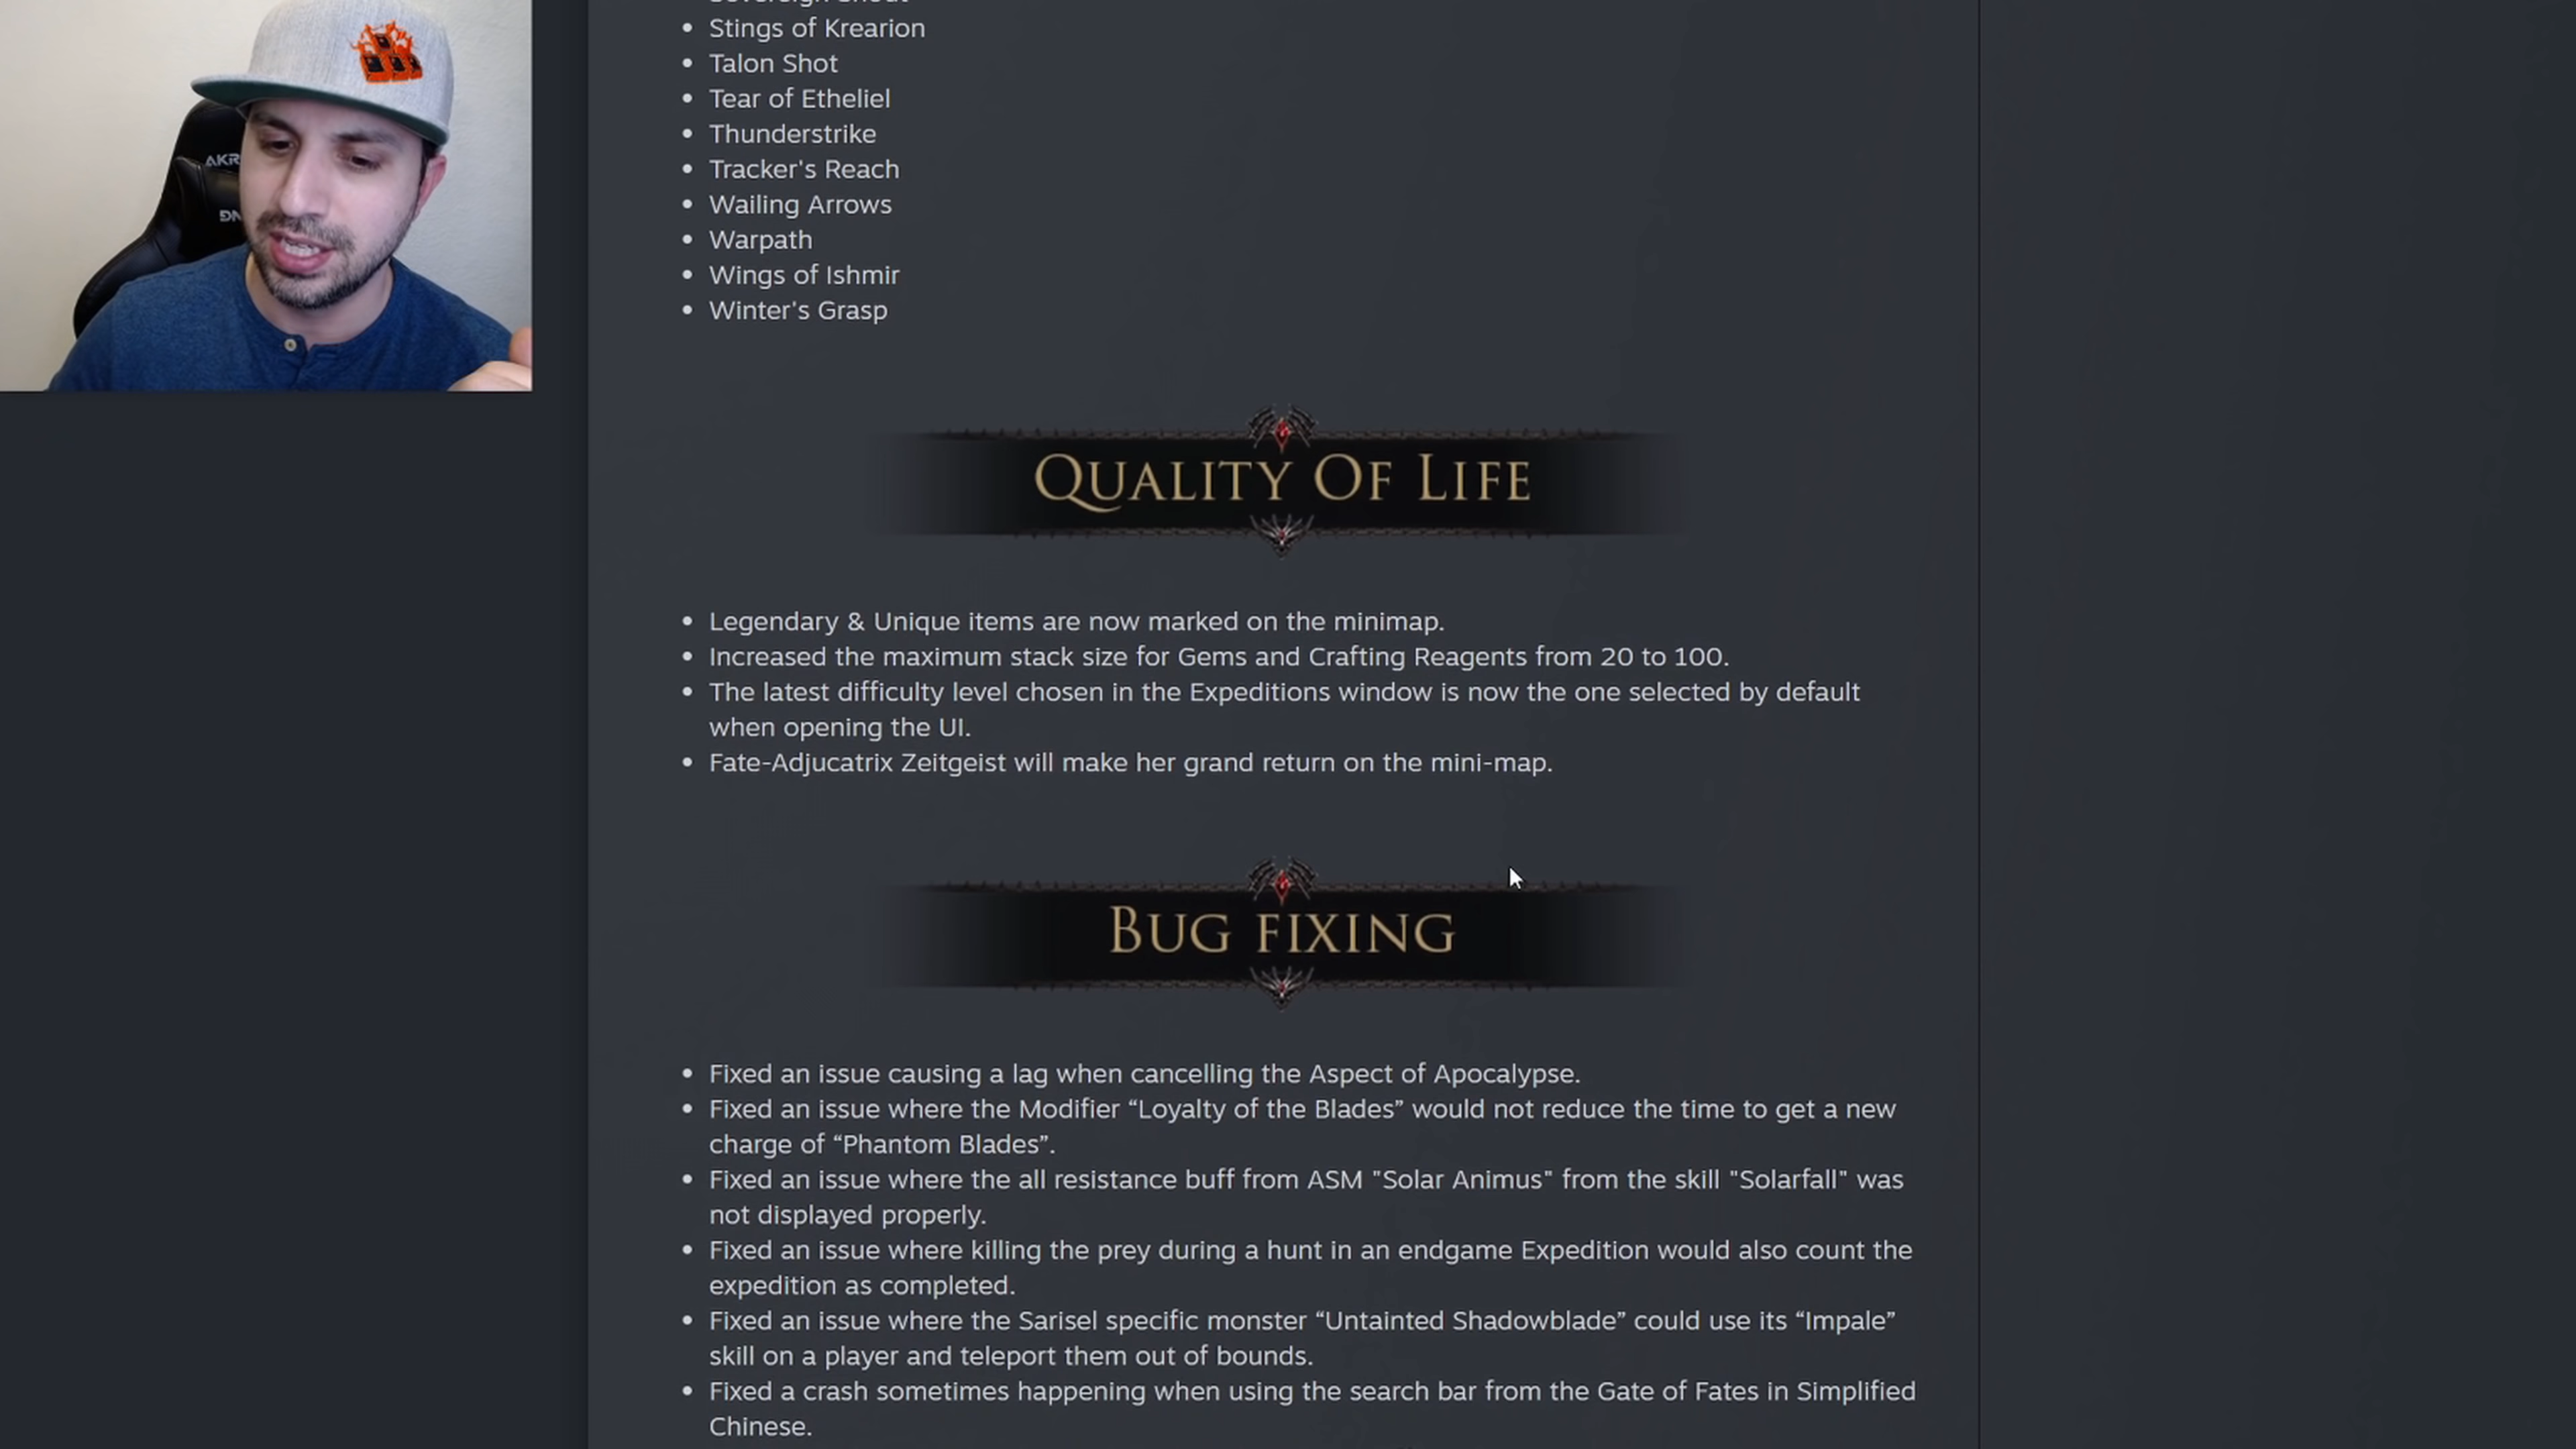 Stings of Krearion
Talon Shot
Tear of Etheliel
Thunderstrike
Tracker's Reach
Wailing Arrows
Warpath
Wings of Ishmir
Winter's Grasp
QUALITY OF LIFE
Legendary & Unique items are now marked on the minimap.
Increased the maximum stack size for Gems and Crafting Reagents from 20 to 100.
The latest difficulty level chosen in the Expeditions window is now the one selected by default
when opening the UI.
Fate-Adjucatrix Zeitgeist will make her grand return on the mini-map.
BUG FIXING
Fixed an issue causing a lag when cancelling the Aspect of Apocalypse.
Fixed an issue where the Modifier “Loyalty of the Blades” would not reduce the time to get a new
charge of “Phantom Blades”.
Fixed an issue where the all resistance buff from ASM "Solar Animus" from the skill "Solarfall" was
not displayed properly.
Fixed an issue where killing the prey during a hunt in an endgame Expedition would also count the
expedition as completed.
Fixed an issue where the Sarisel specific monster “Untainted Shadowblade” could use its “Impale”
skill on a player and teleport them out of bounds.
Fixed a crash sometimes happening when using the search bar from the Gate of Fates in Simplified
Chinese.